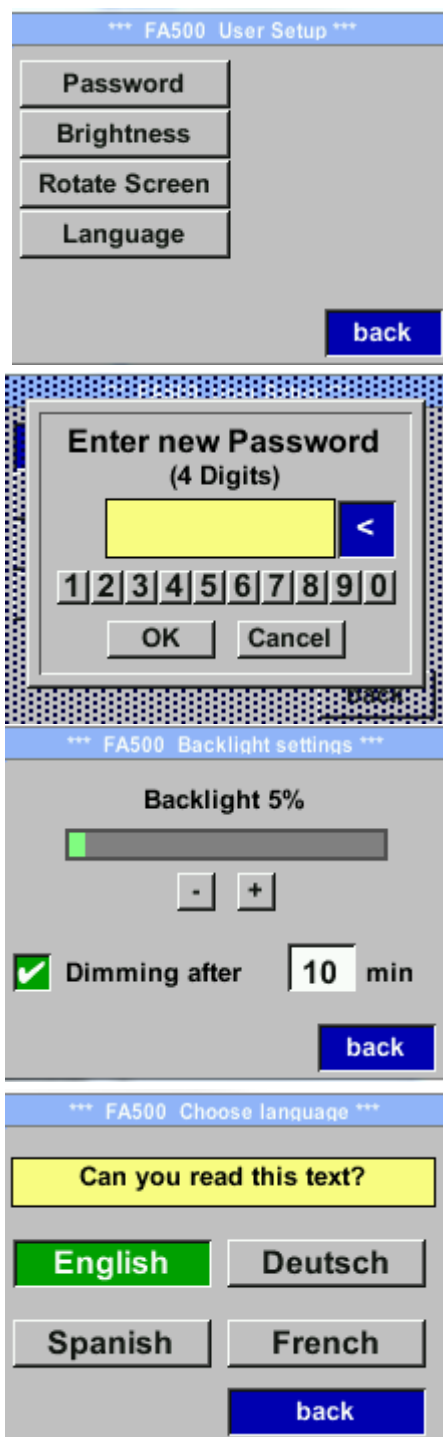 *** FA500 User Setup ***
Password
Brightness
Rotate Screen
Language
back
Enter new Password
(4 Digits)
<
1 2 3 4 5 6 7 8 9 0
OK Cancel
*** FA500 Backlight settings ***
Backlight 5%
- +
Dimming after 10 min
back
*** FA500 Choose language ***
Can you read this text?
English Deutsch
Spanish French
back